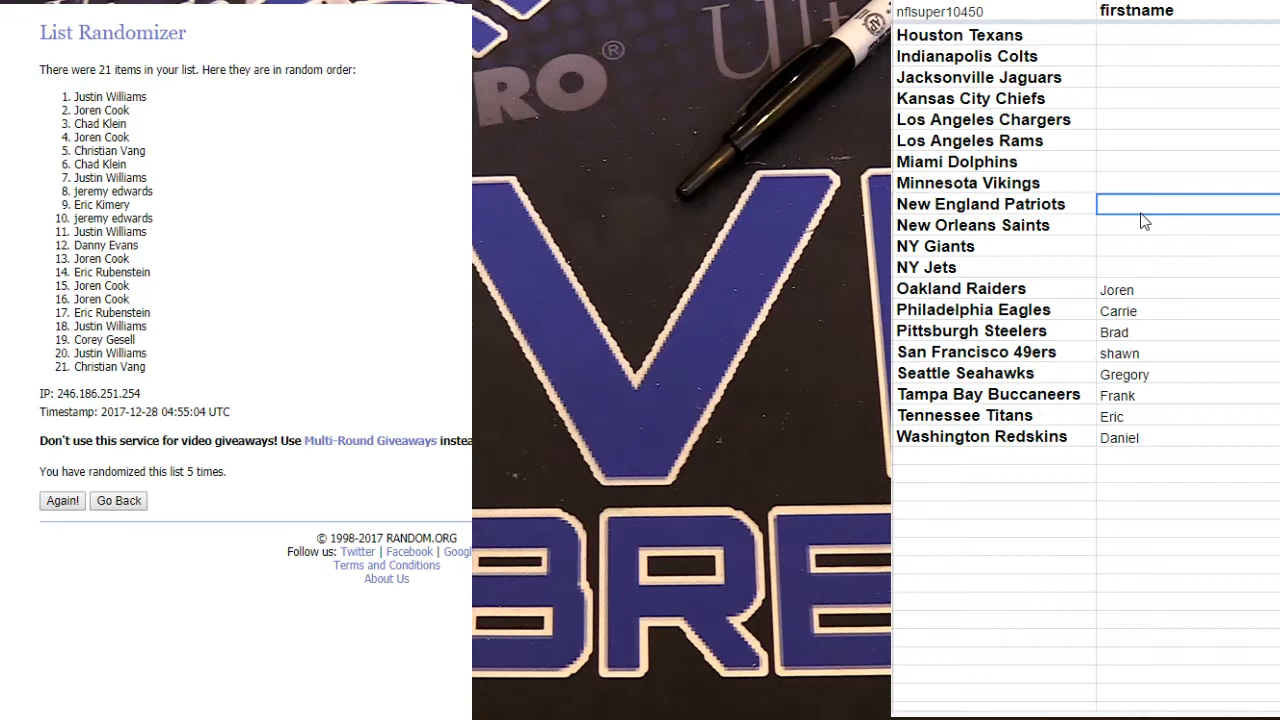 List Randomizer
There were 21 items in your list. Here they are in random order:
1. Justin Williams
2. Joren Cook
3. Chad Klein
4. Joren Cook
5. Christian Vang
6. Chad Klein
7. Justin Williams
8. jeremy edwards
9. Eric Kimery
10. jeremy edwards
11. Justin Williams
12. Danny Evans
13. Joren Cook
14. Eric Rubenstein
15. Joren Cook
16. Joren Cook
17. Eric Rubenstein
18. Justin Williams
19. Corey Gesell
20. Justin Williams
21. Christian Vang
IP: 246.186.251.254
Timestamp: 2017-12-28 04:55:04 UTC
Don't use this service for video giveaways! Use Multi-Round Giveaways instea
You have randomized this list 5 times.
Again! Go Back
© 1998-2017 RANDOM.ORG
Follow us: Twitter | Facebook | Googl
Terms and Conditions
About Us
Ult
RO®
V
BRE
nflsuper10450 firstname
Houston Texans
Indianapolis Colts
Jacksonville Jaguars
Kansas City Chiefs
Los Angeles Chargers
Los Angeles Rams
Miami Dolphins
Minnesota Vikings
New England Patriots
New Orleans Saints
NY Giants
NY Jets
Oakland Raiders Joren
Philadelphia Eagles Carrie
Pittsburgh Steelers Brad
San Francisco 49ers shawn
Seattle Seahawks Gregory
Tampa Bay Buccaneers Frank
Tennessee Titans Eric
Washington Redskins Daniel